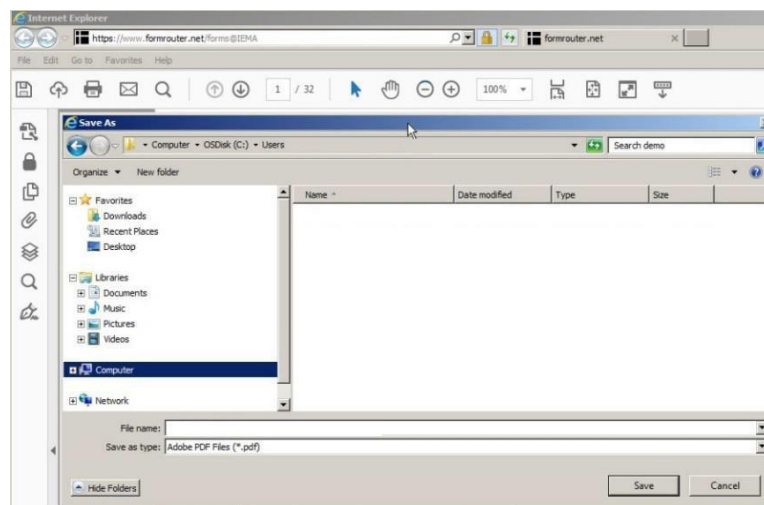 Internet Explorer
https://www.formrouter.net/forms@IEMA
formrouter.net
File Edit Go to Favorites Help
1 / 32
100%
Save As
Computer OSDisk (C:) Users
Search demo
Organize New folder
Name Date modified Type Size
Favorites
Downloads
Recent Places
Desktop
Libraries
Documents
Music
Pictures
Videos
Computer
Network
File name:
Save as type: Adobe PDF Files (*.pdf)
Hide Folders Save Cancel